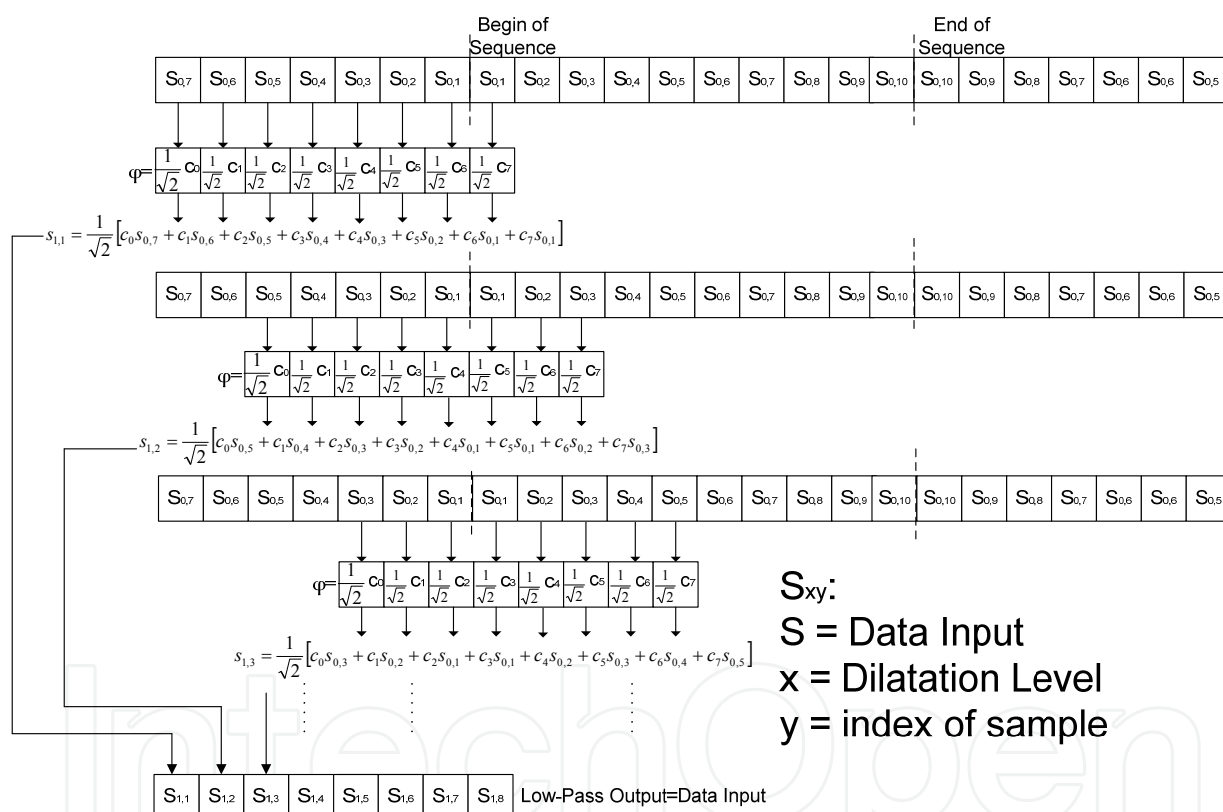 Begin of
Sequence
End of
Sequence
S0,7 S0,6 S0,5 S0,4 S0,3 S0,2 S0,1 S0,1 S0,2 S0,3 S0,4 S0,5 S0,6 S0,7 S0,8 S0,9 S0,10 S0,10 S0,9 S0,8 S0,7 S0,6 S0,6 S0,5
φ= 1/√2 C0 1/√2 C1 1/√2 C2 1/√2 C3 1/√2 C4 1/√2 C5 1/√2 C6 1/√2 C7
s1,1 = 1/√2 [c0s0,7 + c1s0,6 + c2s0,5 + c3s0,4 + c4s0,3 + c5s0,2 + c6s0,1 + c7s0,1]
S0,7 S0,6 S0,5 S0,4 S0,3 S0,2 S0,1 S0,1 S0,2 S0,3 S0,4 S0,5 S0,6 S0,7 S0,8 S0,9 S0,10 S0,10 S0,9 S0,8 S0,7 S0,6 S0,6 S0,5
φ= 1/√2 C0 1/√2 C1 1/√2 C2 1/√2 C3 1/√2 C4 1/√2 C5 1/√2 C6 1/√2 C7
s1,2 = 1/√2 [c0s0,5 + c1s0,4 + c2s0,3 + c3s0,2 + c4s0,1 + c5s0,1 + c6s0,2 + c7s0,3]
S0,7 S0,6 S0,5 S0,4 S0,3 S0,2 S0,1 S0,1 S0,2 S0,3 S0,4 S0,5 S0,6 S0,7 S0,8 S0,9 S0,10 S0,10 S0,9 S0,8 S0,7 S0,6 S0,6 S0,5
φ= 1/√2 C0 1/√2 C1 1/√2 C2 1/√2 C3 1/√2 C4 1/√2 C5 1/√2 C6 1/√2 C7
s1,3 = 1/√2 [c0s0,3 + c1s0,2 + c2s0,1 + c3s0,1 + c4s0,2 + c5s0,3 + c6s0,4 + c7s0,5]
Sxy:
S = Data Input
x = Dilatation Level
y = index of sample
IntechOpen
S1,1 S1,2 S1,3 S1,4 S1,5 S1,6 S1,7 S1,8 Low-Pass Output=Data Input